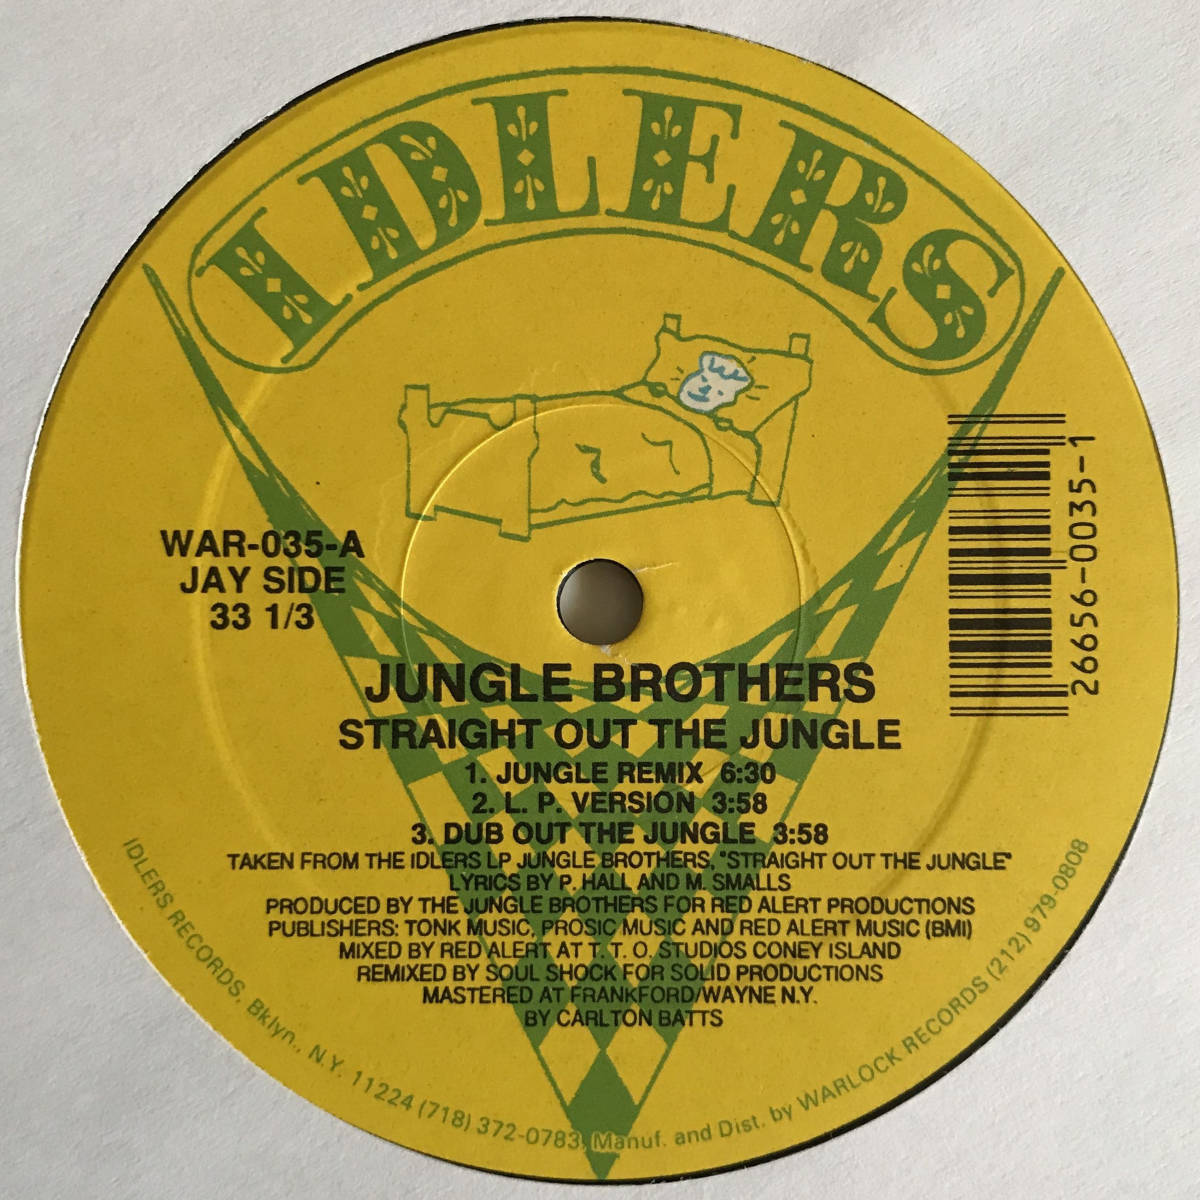 IDLERS
WAR-035-A
JAY SIDE
33 1/3
26656-0035-1
JUNGLE BROTHERS
STRAIGHT OUT THE JUNGLE
1. JUNGLE REMIX 6:30
2. L. P. VERSION 3:58
3. DUB OUT THE JUNGLE 3:58
TAKEN FROM THE IDLERS LP JUNGLE BROTHERS, "STRAIGHT OUT THE JUNGLE"
LYRICS BY P. HALL AND M. SMALLS
PRODUCED BY THE JUNGLE BROTHERS FOR RED ALERT PRODUCTIONS
PUBLISHERS: TONK MUSIC, PROSIC MUSIC AND RED ALERT MUSIC (BMI)
MIXED BY RED ALERT AT T. T. O. STUDIOS CONEY ISLAND
REMIXED BY SOUL SHOCK FOR SOLID PRODUCTIONS
MASTERED AT FRANKFORD/WAYNE N.Y.
BY CARLTON BATTS
IDLERS RECORDS, Bklyn., N.Y. 11224 (718) 372-0783, Manuf. and Dist. by WARLOCK RECORDS (212) 979-0808